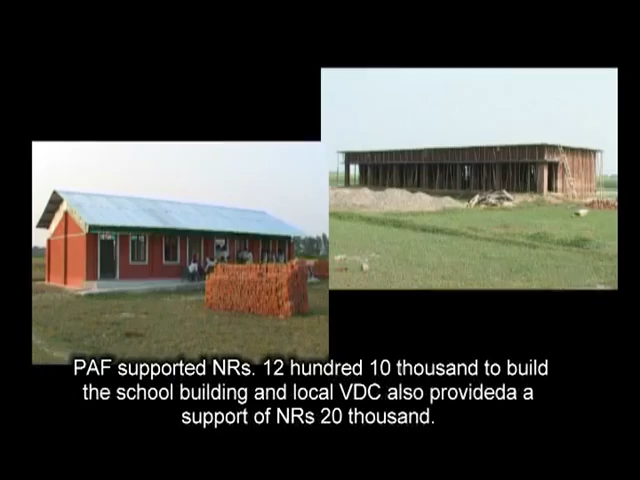 PAF supported NRs. 12 hundred 10 thousand to build
the school building and local VDC also provideda a
support of NRs 20 thousand.